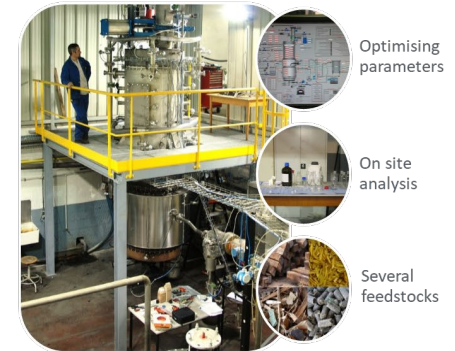 Optimising
parameters
On site
analysis
Several
feedstocks